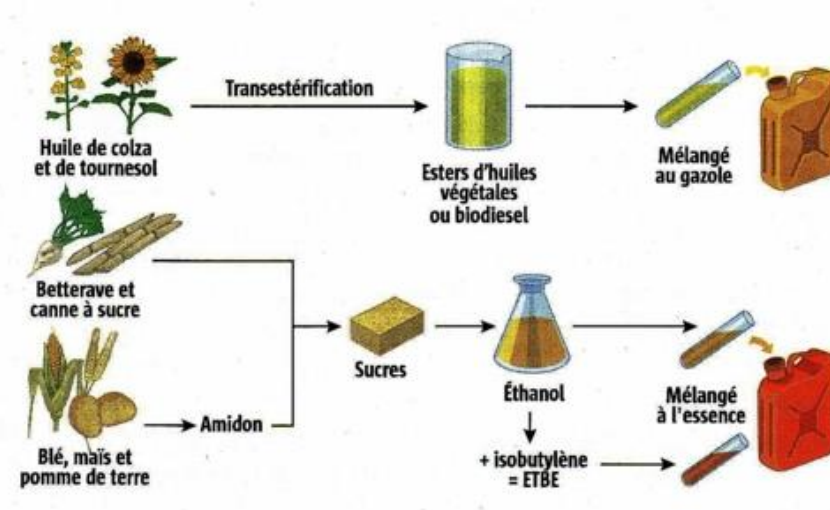 Transestérification
Huile de colza
et de tournesol
Esters d'huiles
végétales
ou biodiesel
Mélangé
au gazole
Betterave et
canne à sucre
Sucres
Éthanol
Mélangé
à l'essence
Amidon
Blé, maïs et
pomme de terre
+ isobutylène
= ETBE